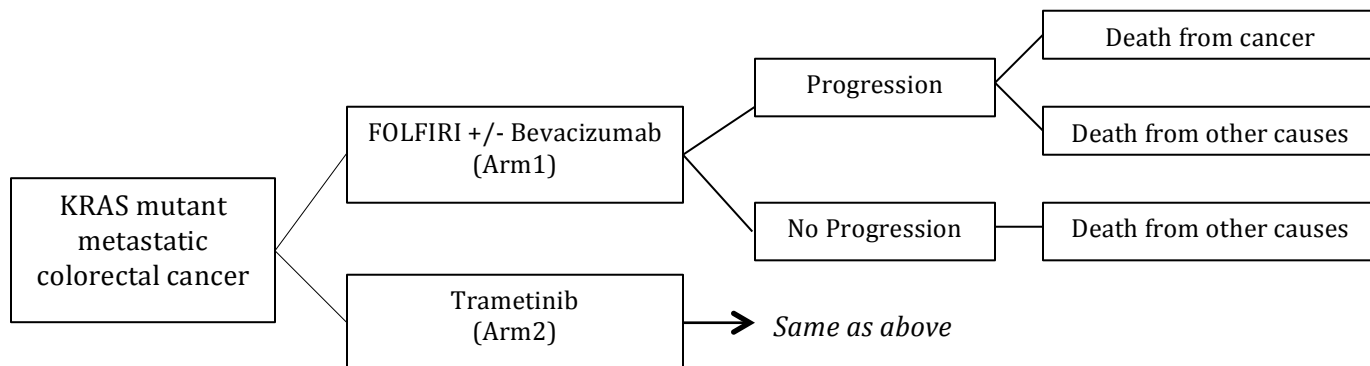 KRAS mutant
metastatic
colorectal cancer
FOLFIRI +/- Bevacizumab
(Arm1)
Trametinib
(Arm2)
Progression
No Progression
Same as above
Death from cancer
Death from other causes
Death from other causes